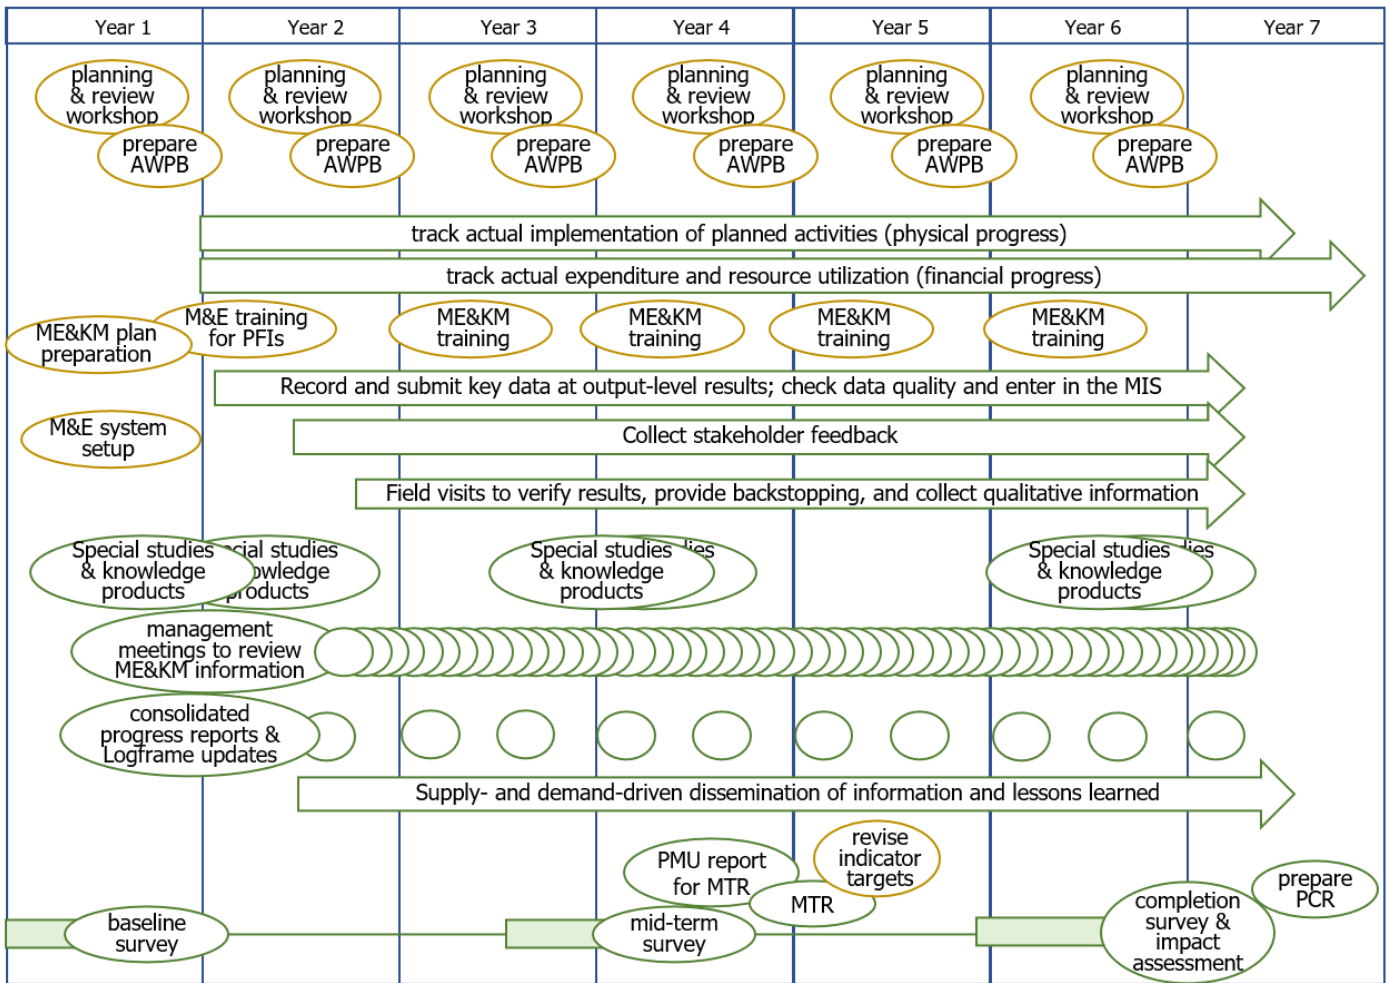 Year 1
Year 2
Year 3
Year 4
Year 5
Year 6
Year 7
planning
& review
workshop
planning
& review
workshop
planning
& review
workshop
planning
& review
workshop
planning
& review
workshop
planning
& review
workshop
prepare
AWPB
prepare
AWPB
prepare
AWPB
prepare
AWPB
prepare
AWPB
prepare
AWPB
track actual implementation of planned activities (physical progress)
track actual expenditure and resource utilization (financial progress)
ME&KM plan
preparation
M&E training
for PFIs
ME&KM
training
ME&KM
training
ME&KM
training
ME&KM
training
Record and submit key data at output-level results; check data quality and enter in the MIS
M&E system
setup
Collect stakeholder feedback
Field visits to verify results, provide backstopping, and collect qualitative information
Special studies
& knowledge
products
studies
Special studies
& knowledge
products
Special studies
& knowledge
products
management
meetings to review
ME&KM information
consolidated
progress reports &
Logframe updates
Supply- and demand-driven dissemination of information and lessons learned
PMU report
for MTR
MTR
revise
indicator
targets
baseline
survey
mid-term
survey
completion
survey &
impact
assessment
prepare
PCR